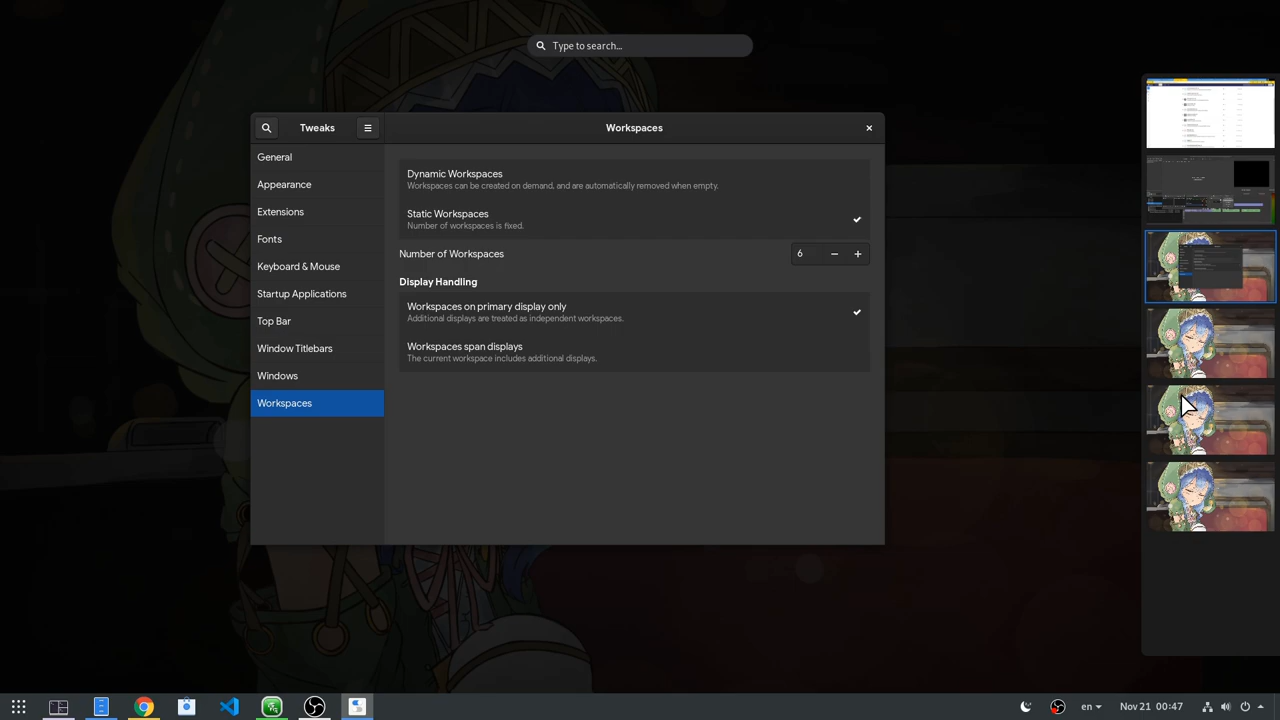 Type to search...
Tweaks
Workspaces
General
Appearance
Extensions
Fonts
Keyboard & Mouse
Startup Applications
Top Bar
Window Titlebars
Windows
Workspaces
Dynamic Workspaces
Workspaces can be created on demand, and are automatically removed when empty.
Static Workspaces
Number of workspaces is fixed.
Number of Workspaces
6
Display Handling
Workspaces on primary display only
Additional displays are treated as independent workspaces.
Workspaces span displays
The current workspace includes additional displays.
en
Nov 21 00:47